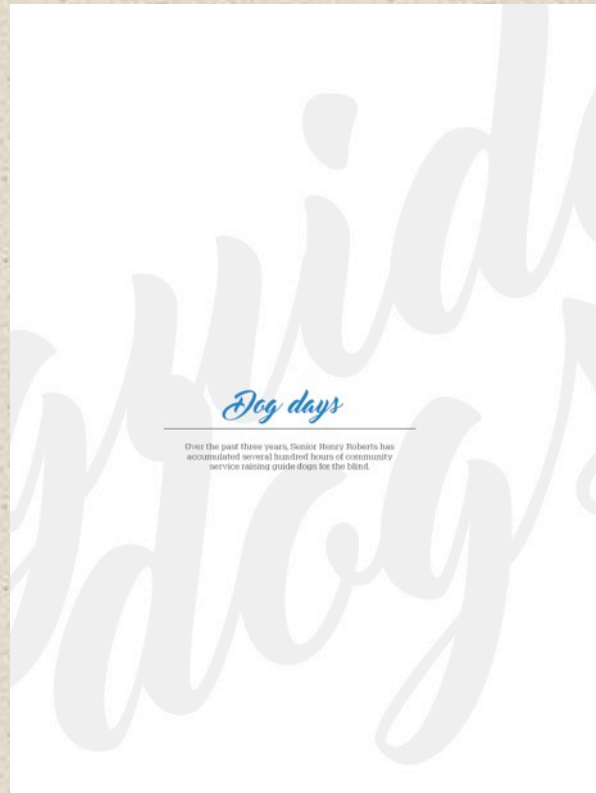 guide
dogs
Dog days
Over the past three years, Senior Henry Roberts has
accumulated several hundred hours of community
service raising guide dogs for the blind.